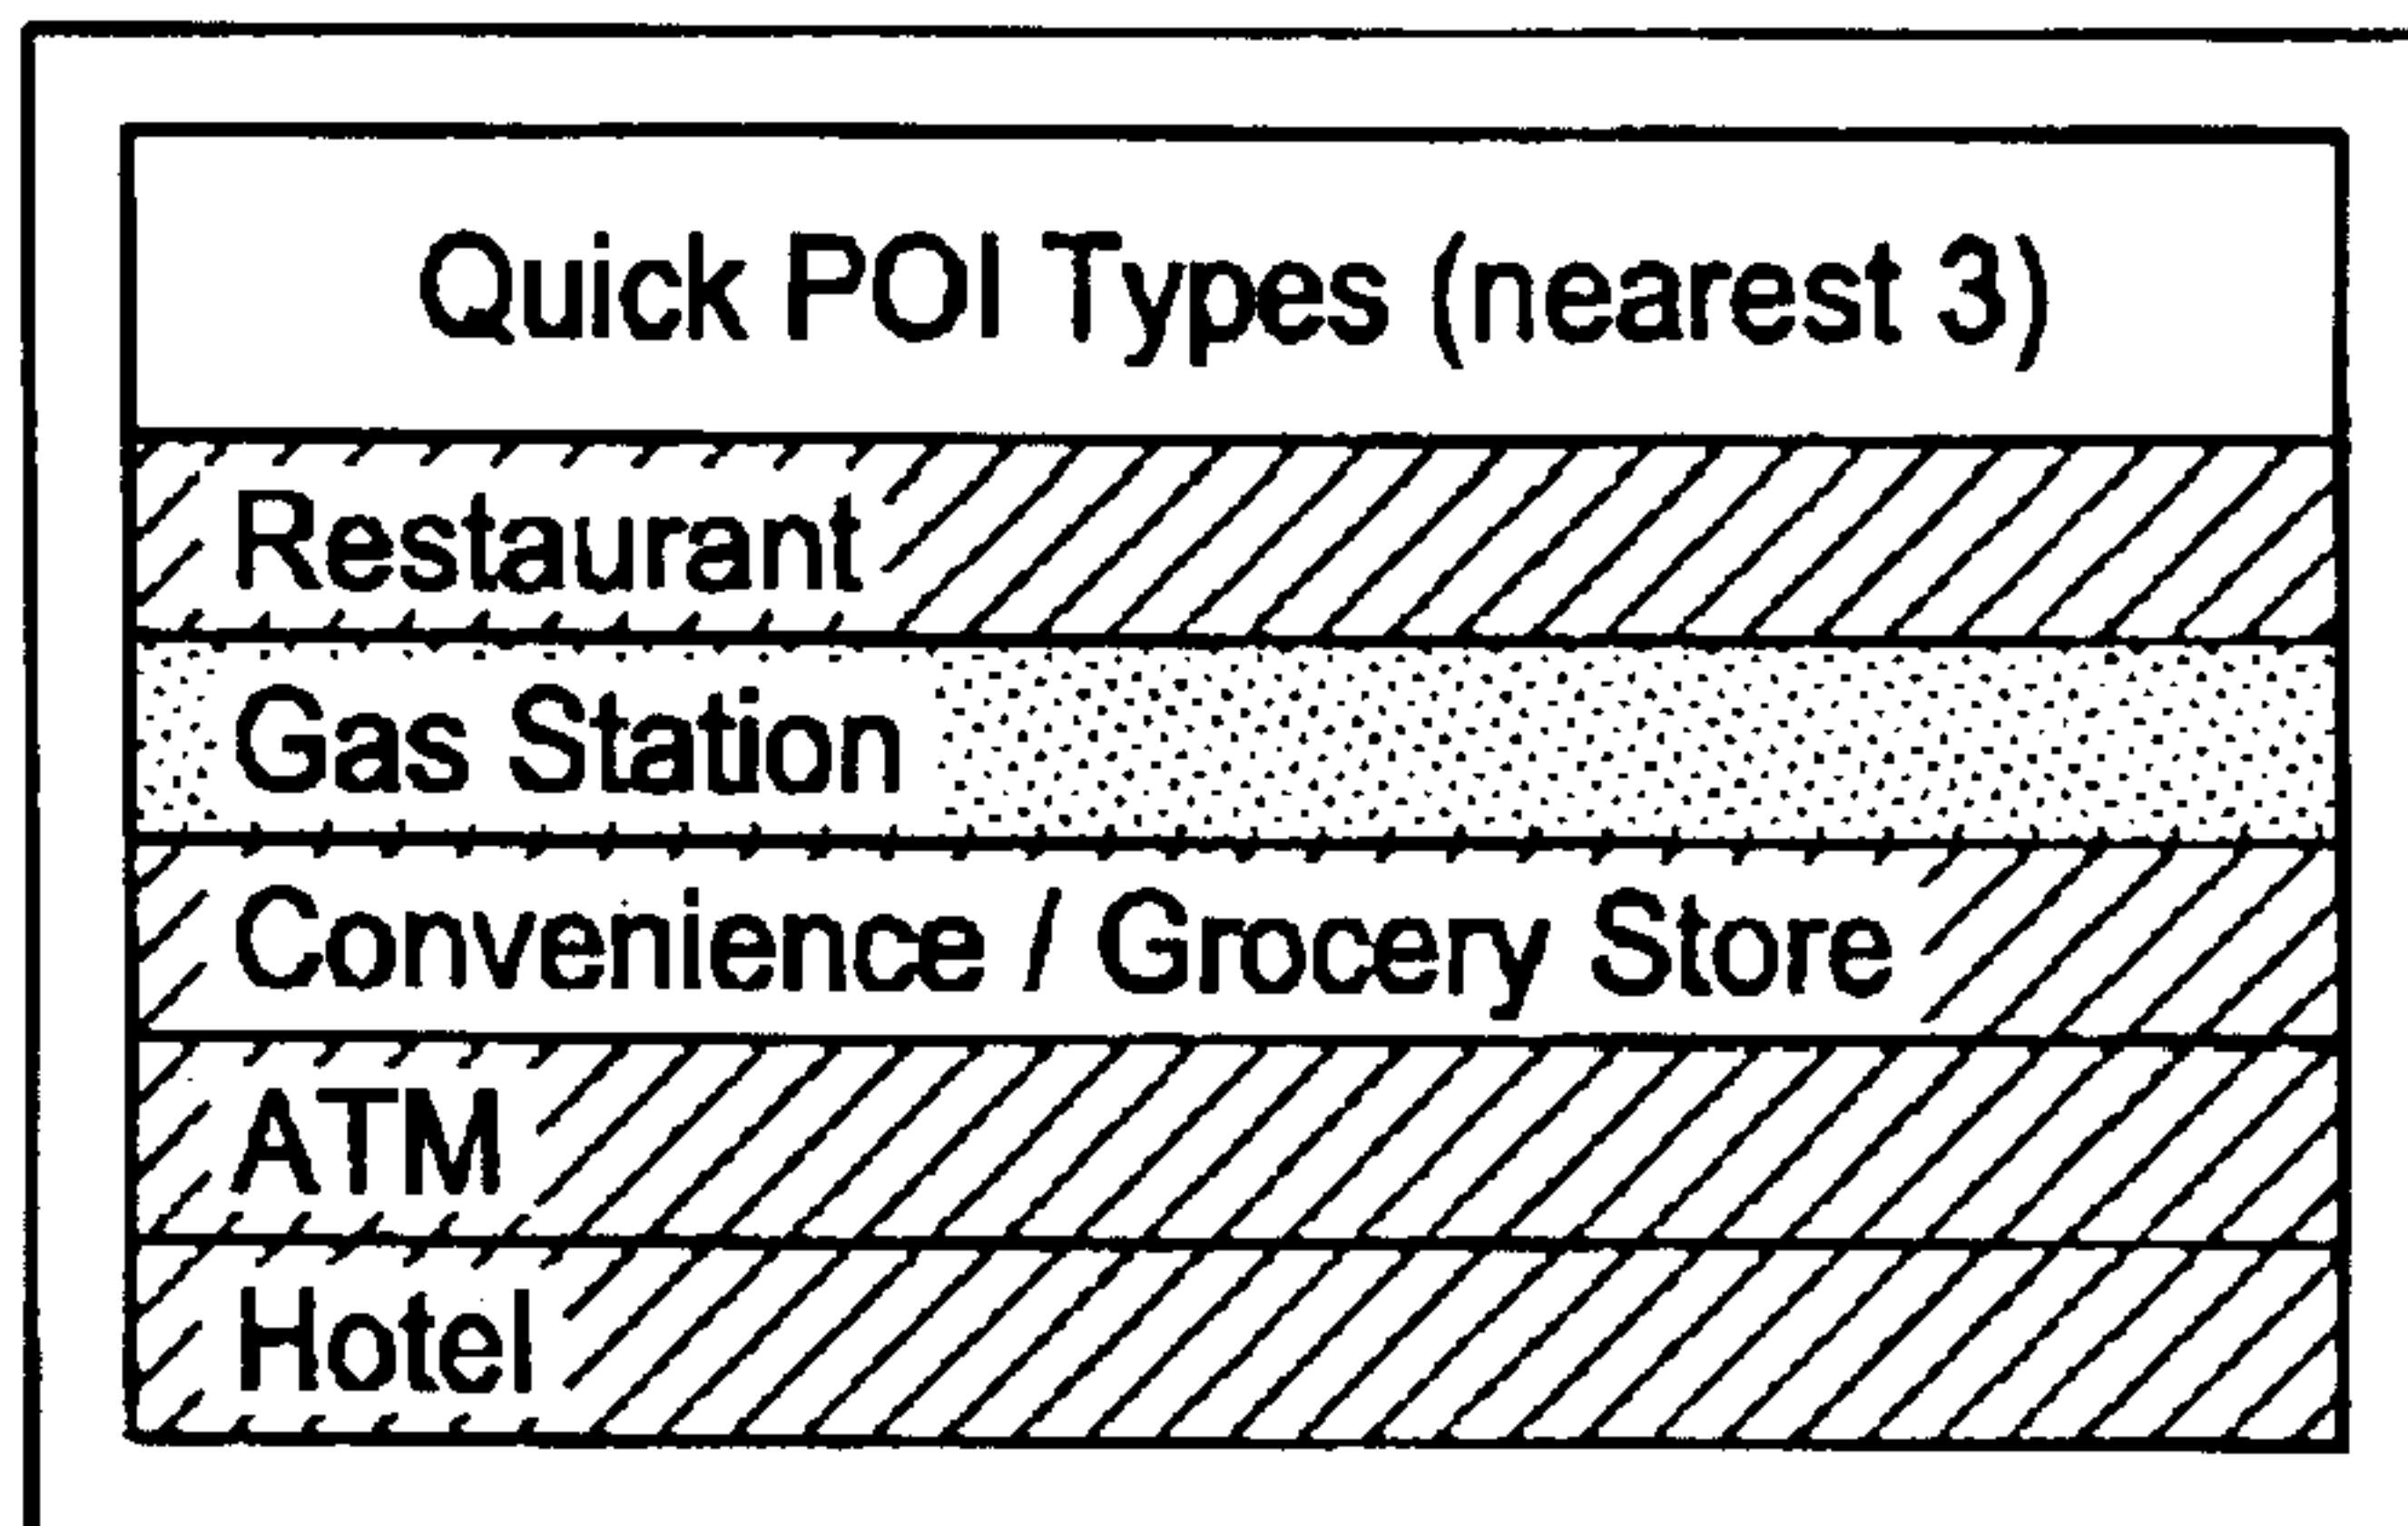 Quick POI Types (nearest 3)
Restaurant
Gas Station
Convenience / Grocery Store
ATM
Hotel